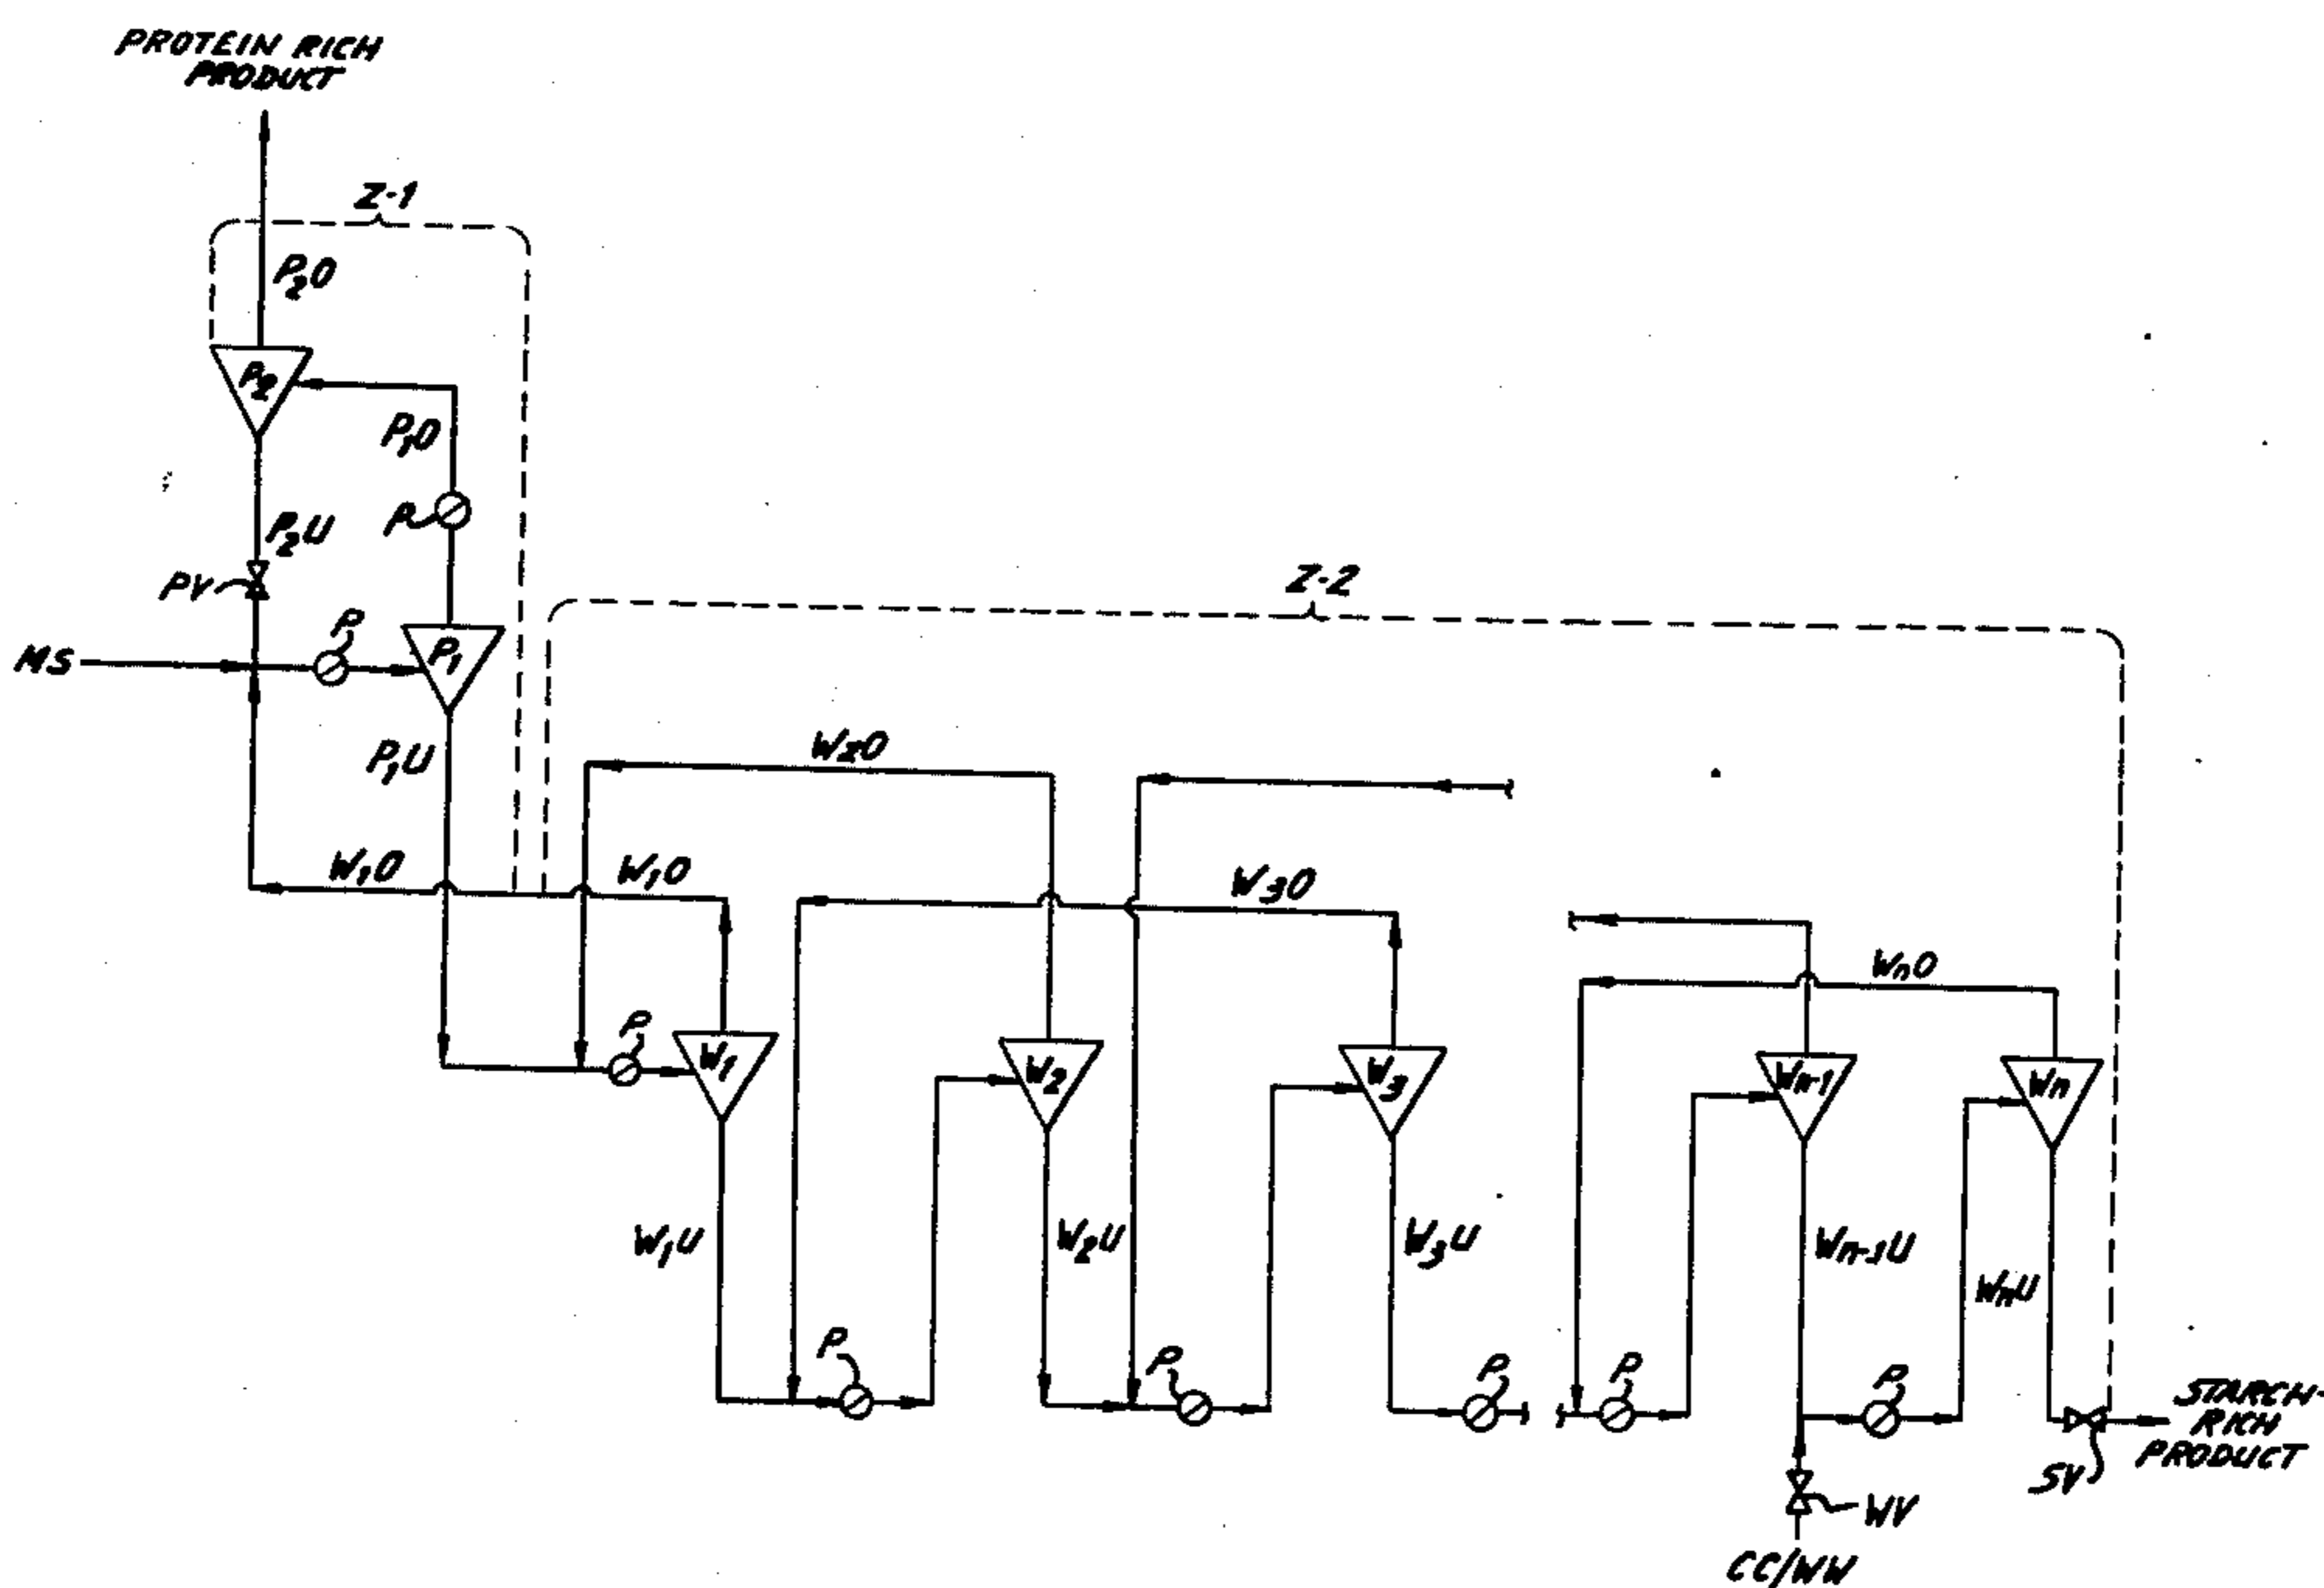 PROTEIN RICH
PRODUCT
Z-1
P₂O
P₂
P₁O
P
P₂U
PV
P
MS
P₁
Z-2
P₁U
W₂O
W₁O
W₁O
W₃O
WₙO
P
W₁
W₂
W₃
Wn-1
Wn
W₁U
W₂U
W₃U
Wn-1U
WnU
P
P
P
P
P
STARCH-
RICH
PRODUCT
SV
WV
CC/WW